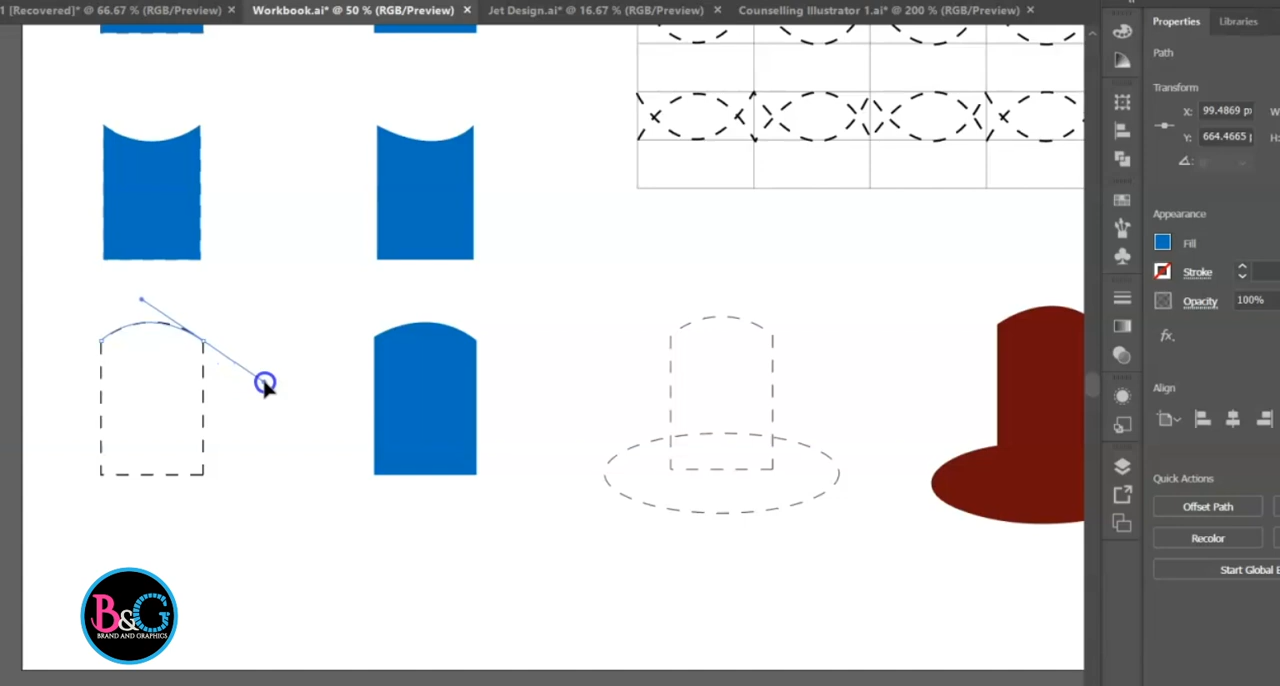 1 [Recovered]* @ 66.67 % (RGB/Preview) ×
Workbook.ai* @ 50 % (RGB/Preview) ×
Jet Design.ai* @ 16.67 % (RGB/Preview) ×
Counselling Illustrator 1.ai* @ 200 % (RGB/Preview) ×
Properties
Libraries
Path
Transform
X: 99.4869 p
W
Y: 664.4665
H:
Appearance
Fill
Stroke
Opacity 100%
fx.
Align
Quick Actions
Offset Path
Recolor
Start Global
B&G
BRAND AND GRAPHICS